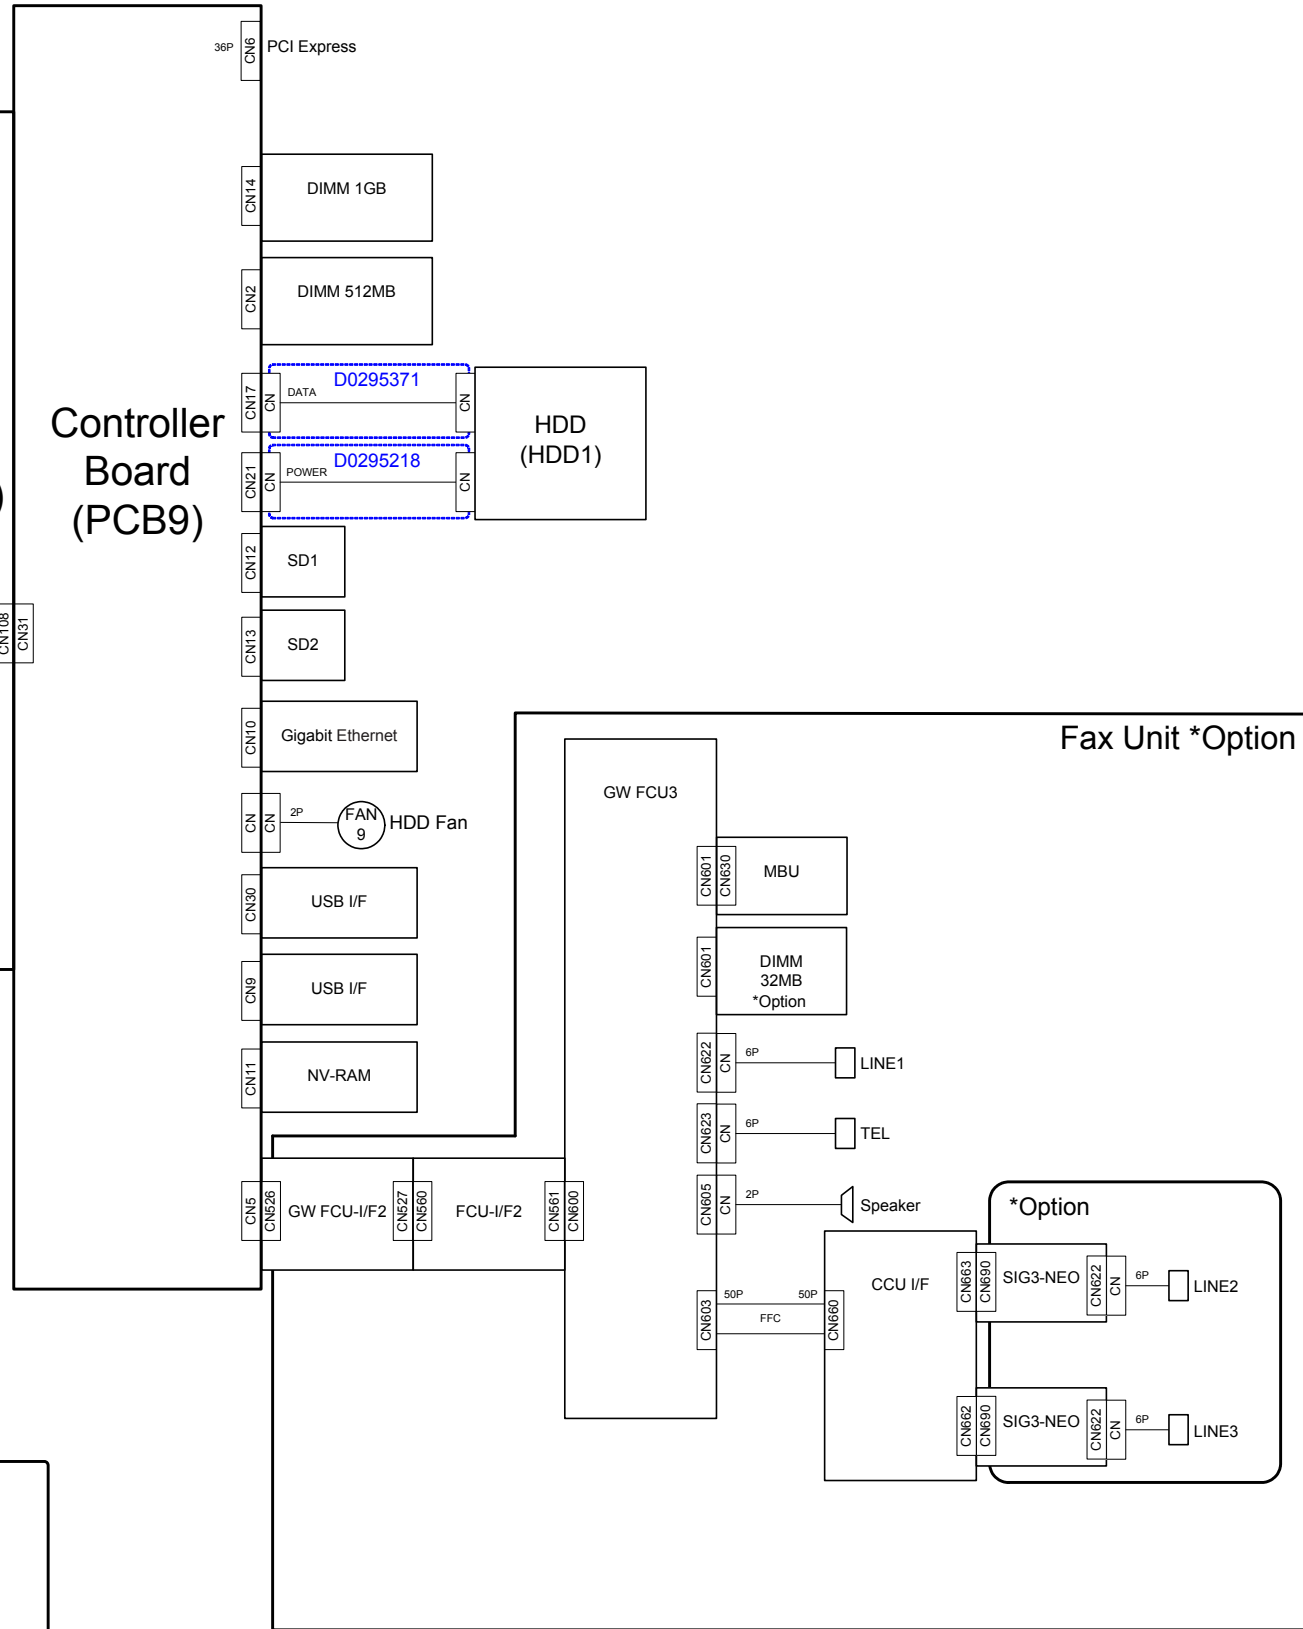 36P CN6 PCI Express
CN14 DIMM 1GB
CN2 DIMM 512MB
CN17 CN DATA D0295371 CN
CN21 CN POWER D0295218 CN
HDD
(HDD1)
Controller
Board
(PCB9)
CN12 SD1
CN108 CN31
CN13 SD2
CN10 Gigabit Ethernet
CN CN 2P FAN
9
HDD Fan
CN30 USB I/F
CN9 USB I/F
CN11 NV-RAM
CN5 CN526 GW FCU-I/F2 CN527 CN560 FCU-I/F2 CN561 CN600
Fax Unit *Option
GW FCU3
CN601 CN630 MBU
CN601 DIMM
32MB
*Option
CN622 CN 6P LINE1
CN623 CN 6P TEL
CN605 CN 2P Speaker
CN603 50P 50P CN660
FFC
CCU I/F
*Option
CN663 CN690 SIG3-NEO CN622 CN 6P LINE2
CN662 CN690 SIG3-NEO CN622 CN 6P LINE3